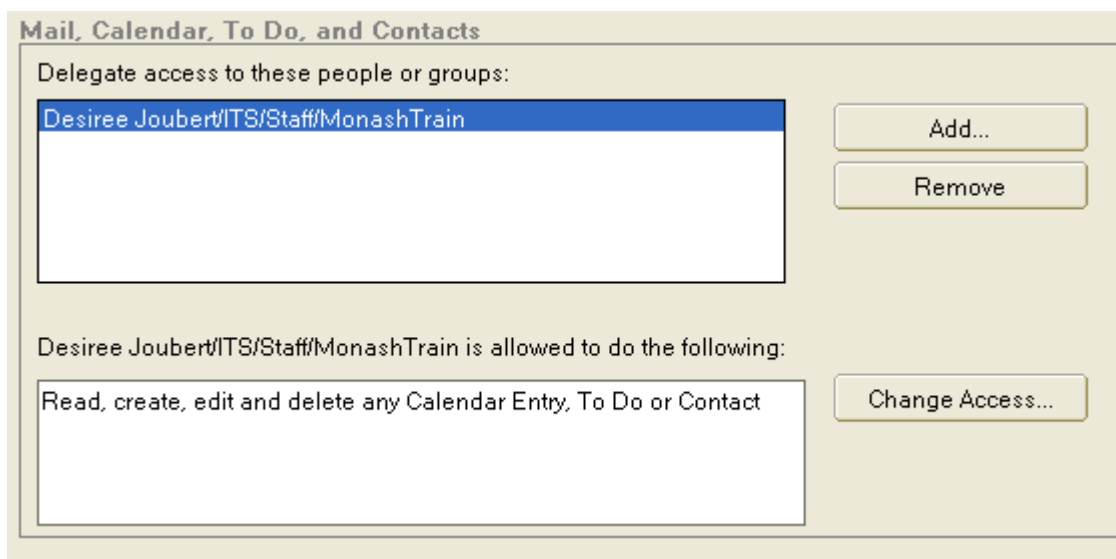 Mail, Calendar, To Do, and Contacts
Delegate access to these people or groups:
Desiree Joubert/ITS/Staff/MonashTrain
Add...
Remove
Desiree Joubert/ITS/Staff/MonashTrain is allowed to do the following:
Read, create, edit and delete any Calendar Entry, To Do or Contact
Change Access...